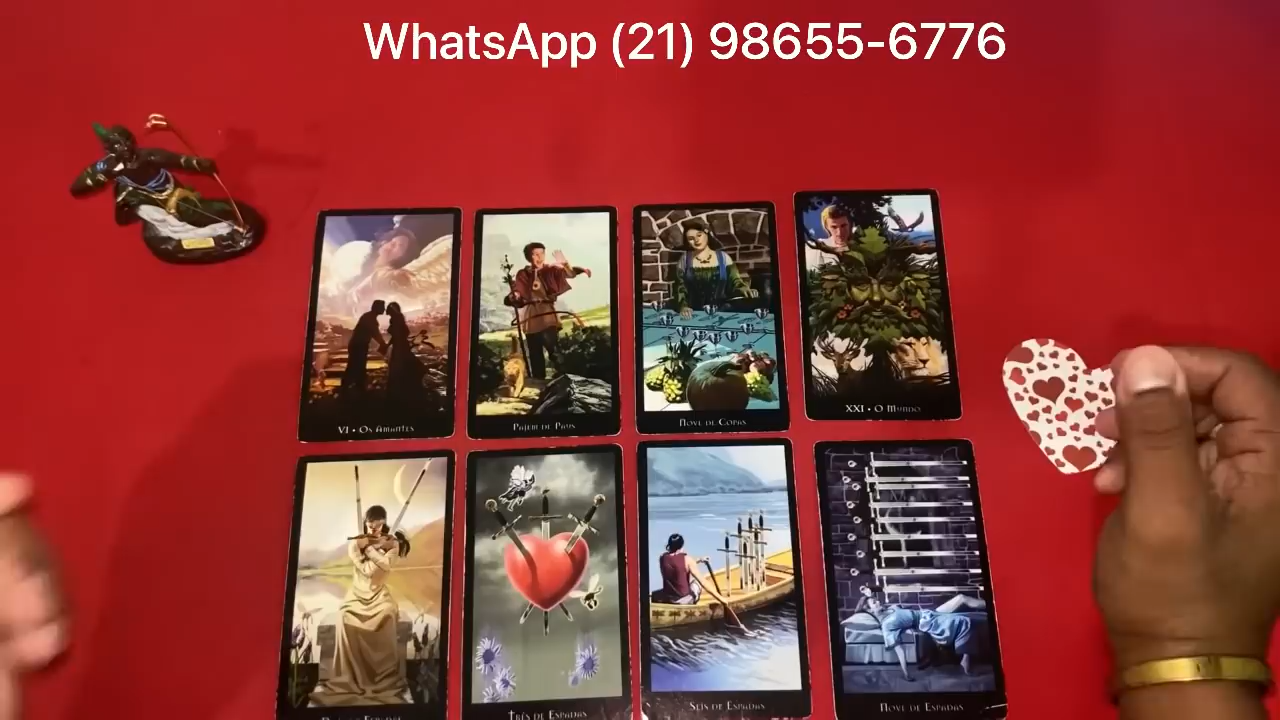 WhatsApp (21) 98655-6776
VI • Os Amantes
Pajem de Paus
Nove de Copas
XXI • O Mundo
Três de Espadas
Seis de Espadas
Nove de Espadas